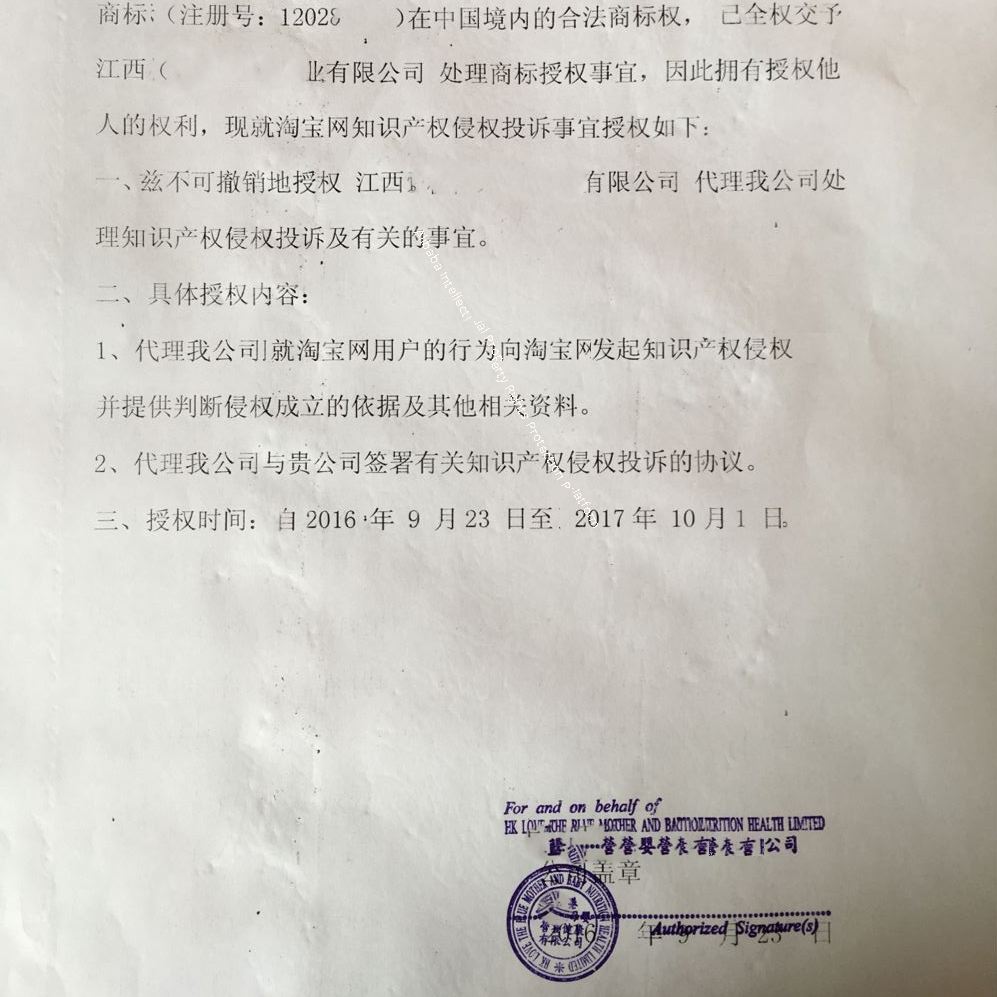 商标 (注册号：12028 )在中国境内的合法商标权， 已全权交予
江西 ( 业有限公司 处理商标授权事宜，因此拥有授权他
人的权利，现就淘宝网知识产权侵权投诉事宜授权如下：
一、兹不可撤销地授权 江西 有限公司 代理我公司处
理知识产权侵权投诉及有关的事宜。
二、具体授权内容：
1、代理我公司就淘宝网用户的行为向淘宝网发起知识产权侵权
并提供判断侵权成立的依据及其他相关资料。
2、代理我公司与贵公司签署有关知识产权侵权投诉的协议。
三、授权时间：自 2016 年 9 月 23 日至 2017 年 10 月 1 日。
Intellectual Property Protection Platform
For and on behalf of
HK LOVE THE BLUE MOTHER AND NUTRITION HEALTH LIMITED
公司
盖章
HK LOVE THE BLUE MOTHER AND BABY NUTRITION HEALTH LIMITED
有限公司
2016 年 9 月 23 日
Authorized Signature(s)